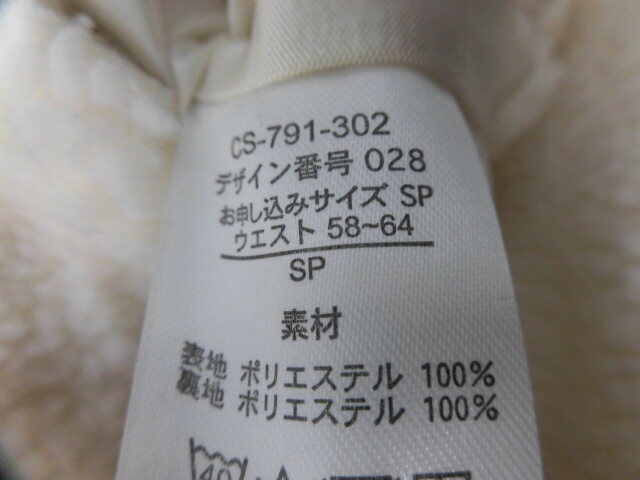 CS-791-302
デザイン番号 028
お申し込みサイズ SP
ウエスト 58~64
SP
素材
表地 ポリエステル 100%
裏地 ポリエステル 100%
40